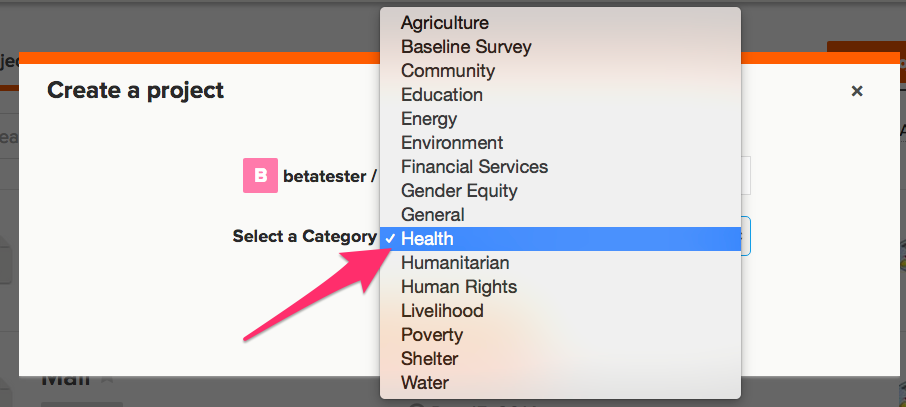 Agriculture
Baseline Survey
Create a project
×
Community
Education
Energy
Environment
B betatester /
Financial Services
Gender Equity
General
Select a Category
✓ Health
Humanitarian
Human Rights
Livelihood
Poverty
Shelter
Mali
Water